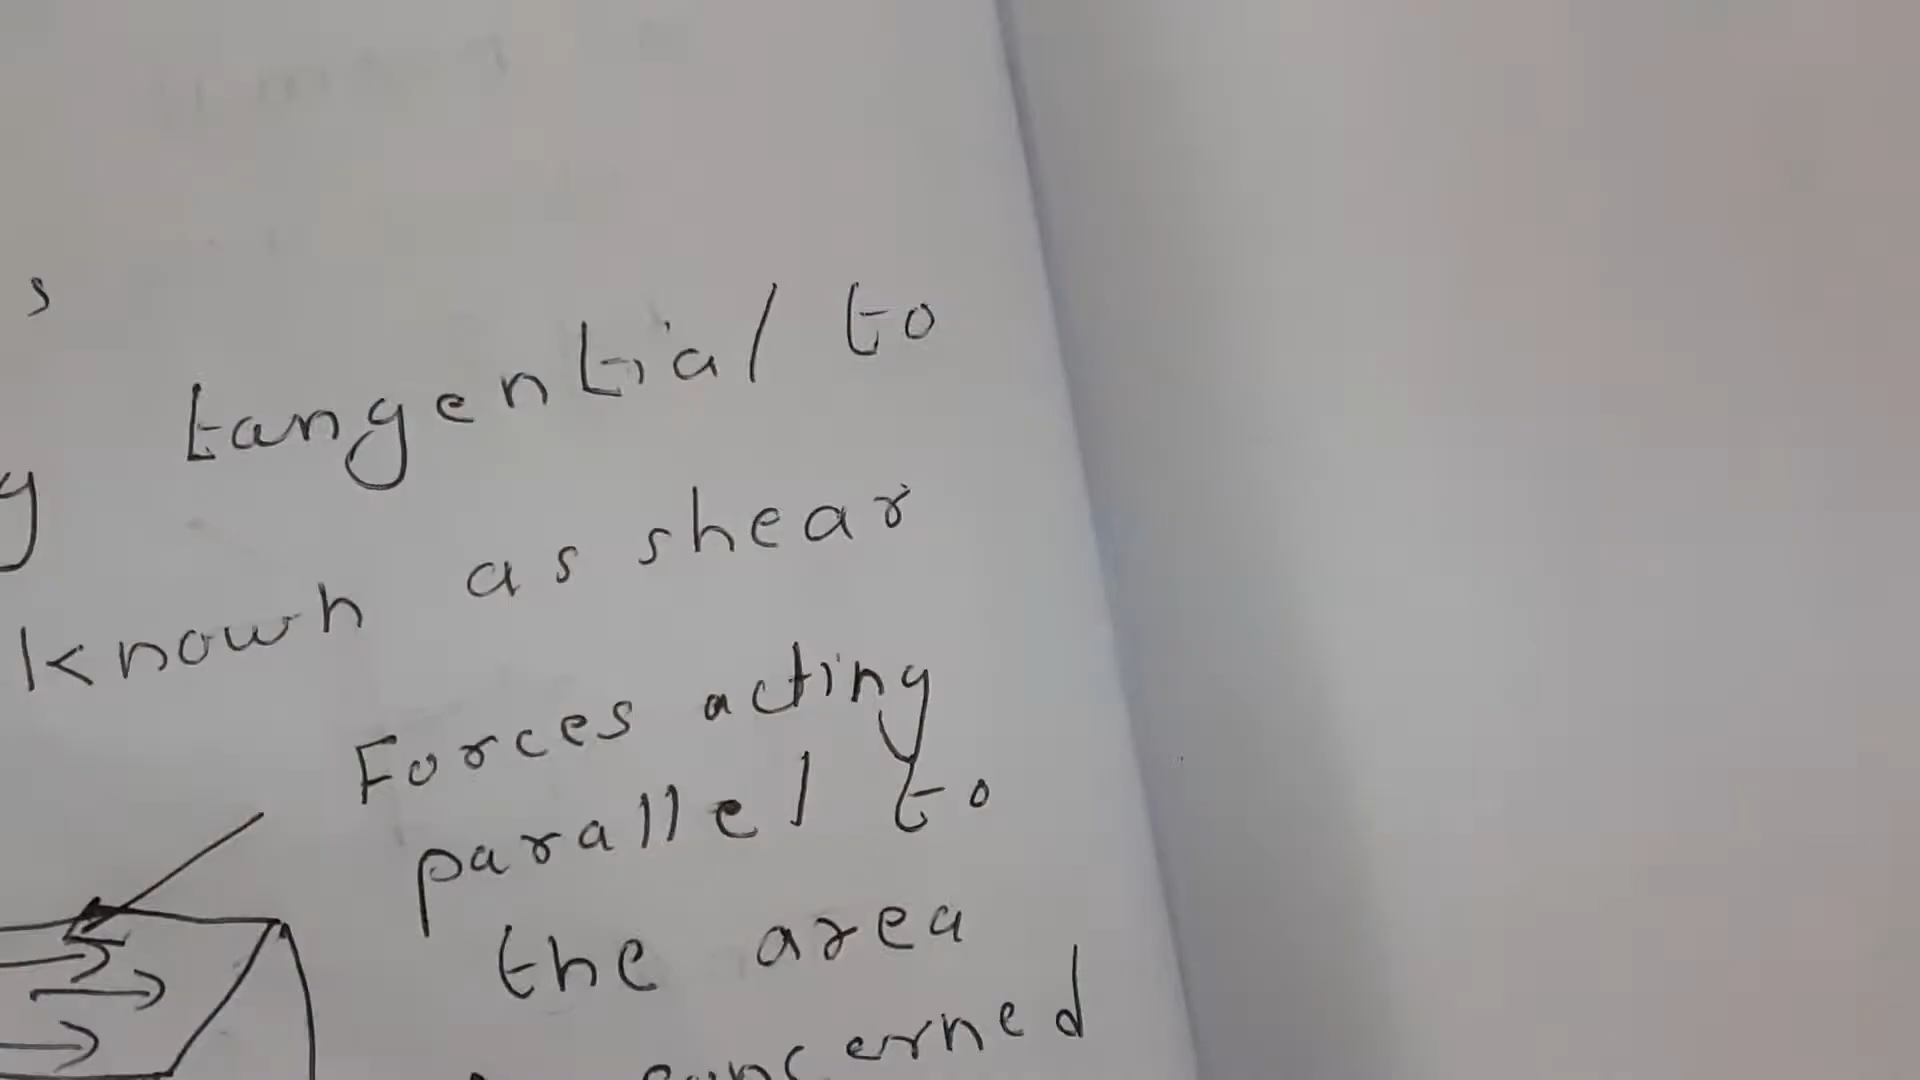 s
tangential to
known as shear
Forces acting
parallel to
the area
concerned